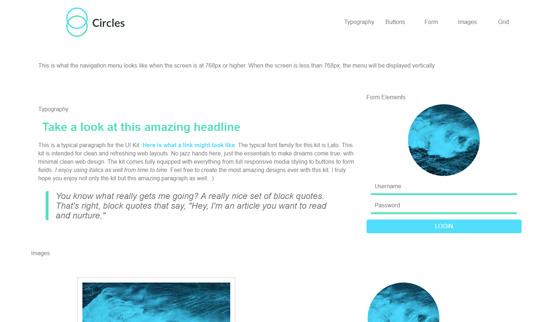 Circles
Typography Buttons Form Images Grid
This is what the navigation menu looks like when the screen is at 768px or higher. When the screen is less than 768px, the menu will be displayed vertically
Form Elements
Typography
Take a look at this amazing headline
This is a typical paragraph for the UI Kit. Here is what a link might look like. The typical font family for this kit is Lato. This
kit is intended for clean and refreshing web layouts. No jazz hands here, just the essentials to make dreams come true, with
minimal clean web design. The kit comes fully equipped with everything from full responsive media styling to buttons to form
fields. I enjoy using italics as well from time to time. Feel free to create the most amazing designs ever with this kit. I truly
hope you enjoy not only the kit but this amazing paragraph as well. :)
You know what really gets me going? A really nice set of block quotes.
That's right, block quotes that say, "Hey, I'm an article you want to read
and nurture."
Username
Password
LOGIN
Images